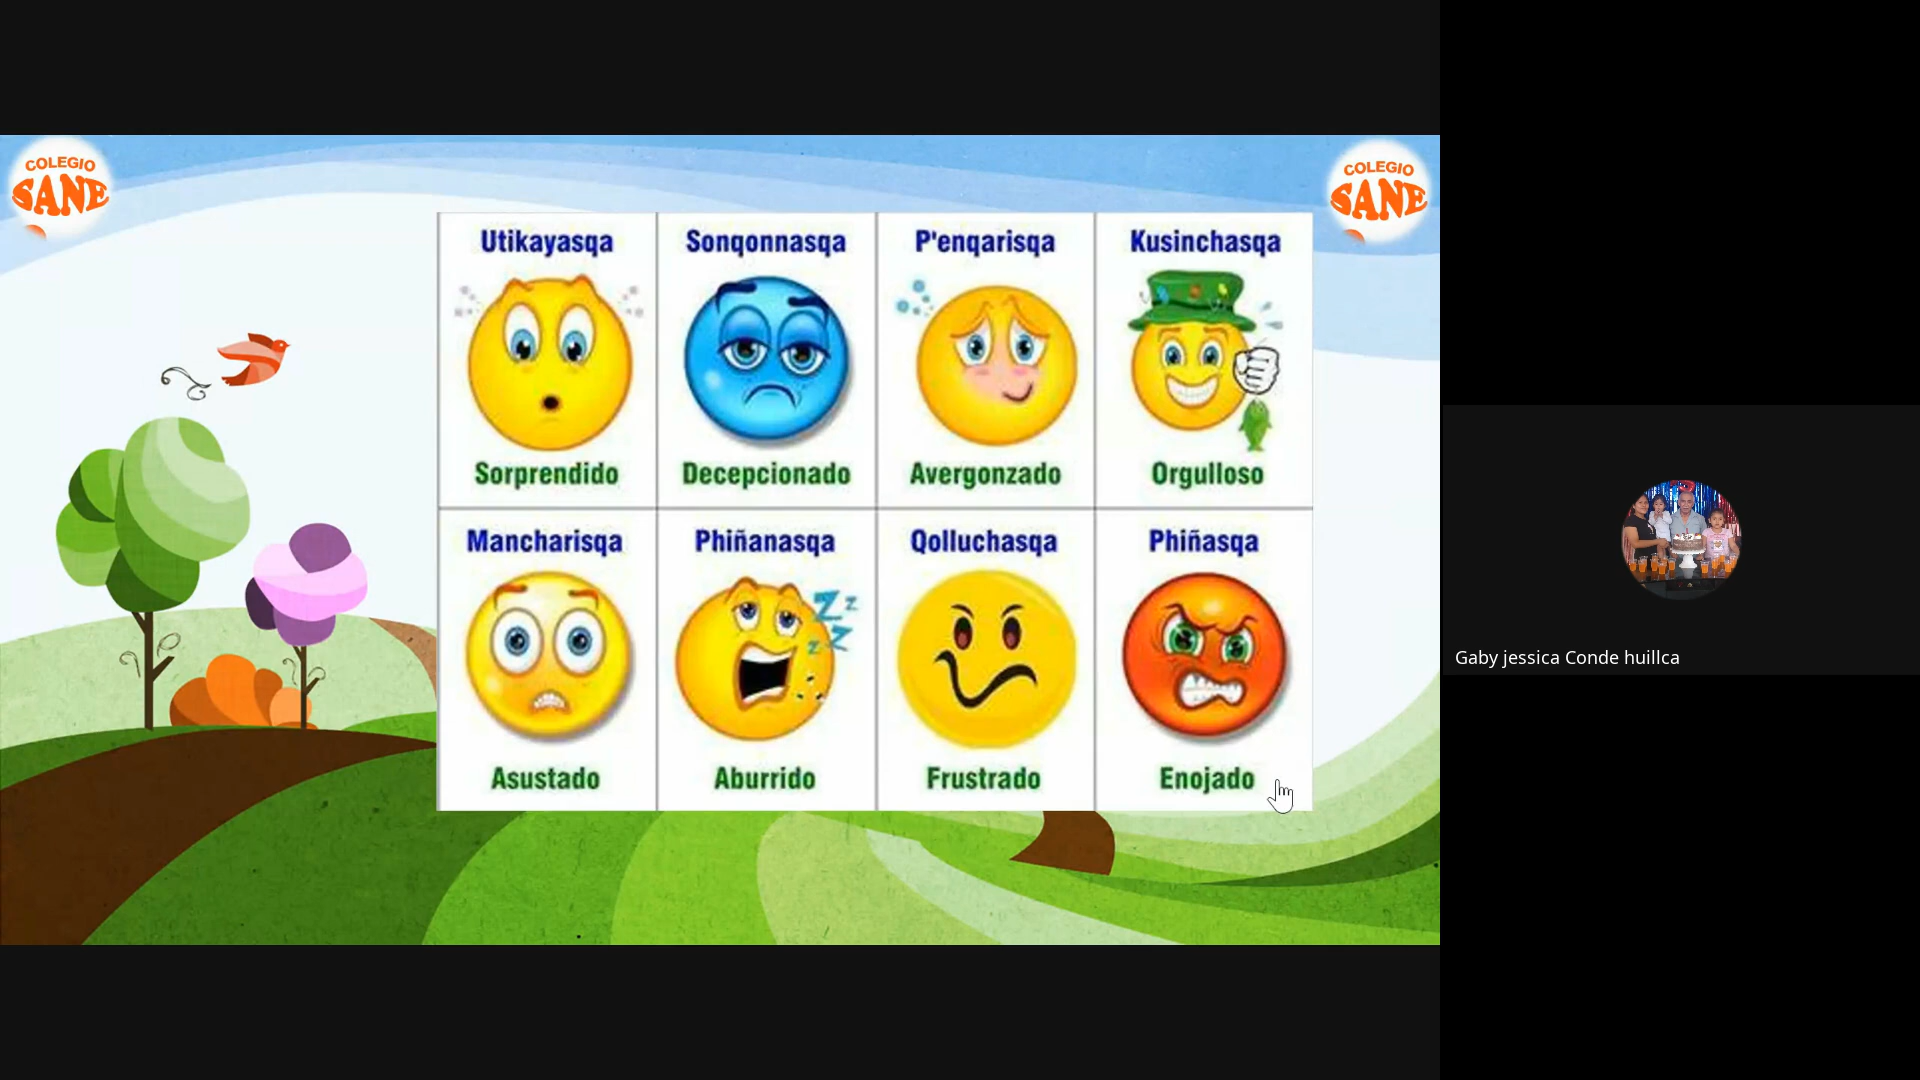 COLEGIO
SANE
COLEGIO
SANE
Utikayasqa
Sonqonnasqa
P'enqarisqa
Kusinchasqa
Sorprendido
Decepcionado
Avergonzado
Orgulloso
Mancharisqa
Phiñanasqa
Qolluchasqa
Phiñasqa
Z z
z Z
Asustado
Aburrido
Frustrado
Enojado
Gaby jessica Conde huillca